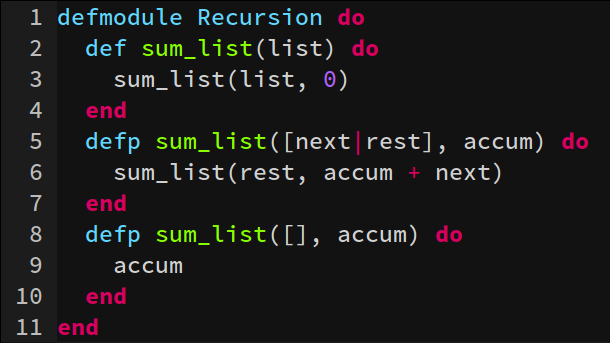 1 defmodule Recursion do
2   def sum_list(list) do
3     sum_list(list, 0)
4   end
5   defp sum_list([next|rest], accum) do
6     sum_list(rest, accum + next)
7   end
8   defp sum_list([], accum) do
9     accum
10   end
11 end